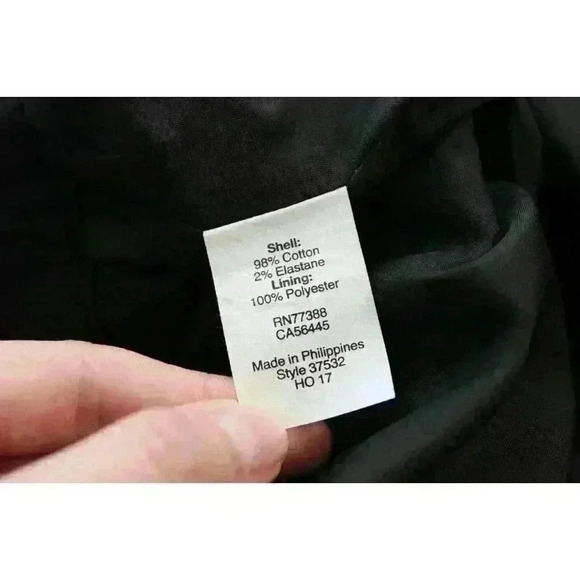 Shell:
98% Cotton
2% Elastane
Lining:
100% Polyester
RN77388
CA56445
Made in Philippines
Style 37532
HO 17